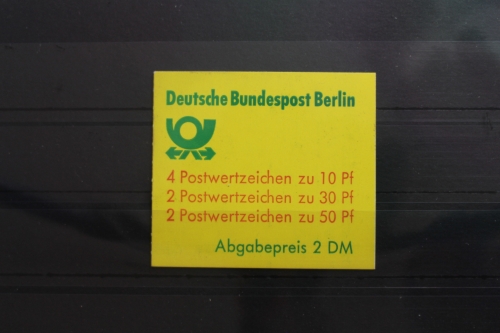 Deutsche Bundespost Berlin
4 Postwertzeichen zu 10 Pf
2 Postwertzeichen zu 30 Pf
2 Postwertzeichen zu 50 Pf
Abgabepreis 2 DM